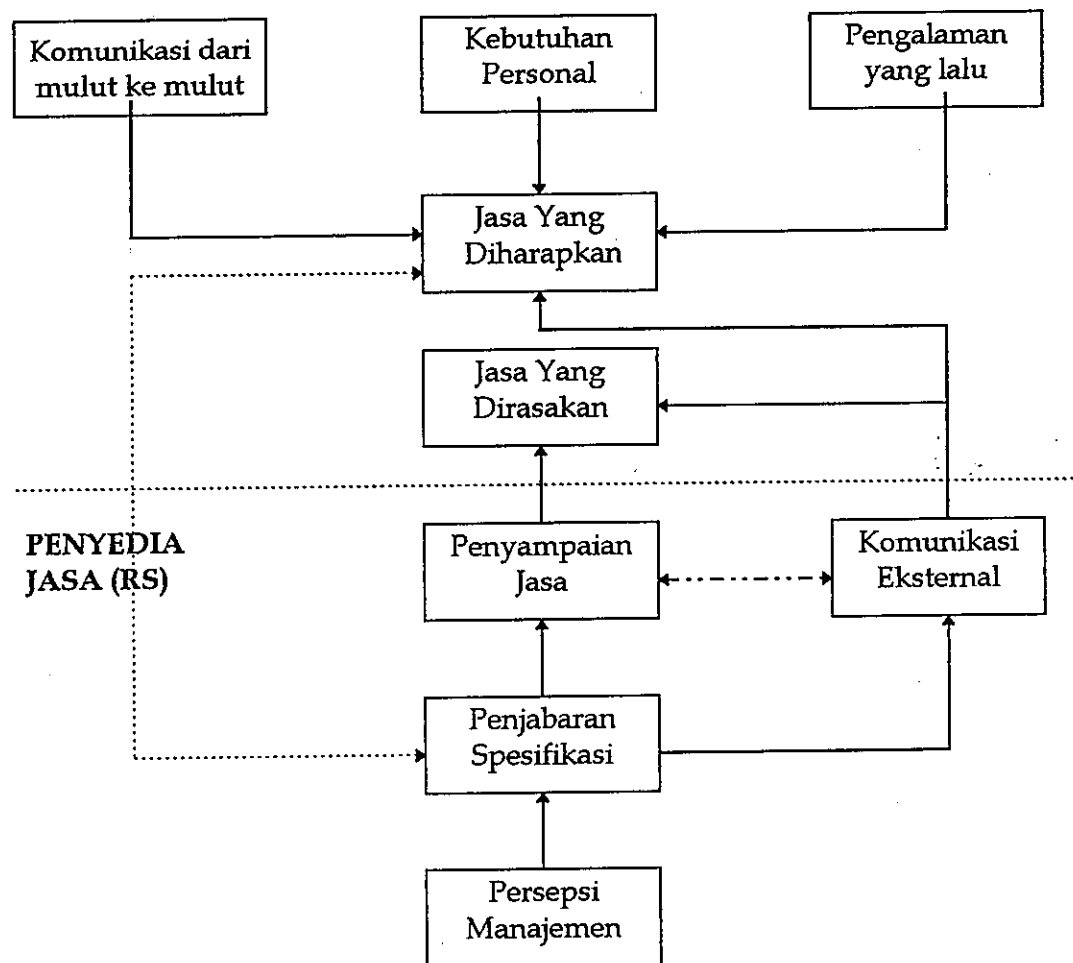 Komunikasi dari
mulut ke mulut
Kebutuhan
Personal
Pengalaman
yang lalu
Jasa Yang
Diharapkan
Jasa Yang
Dirasakan
PENYEDIA
JASA (RS)
Penyampaian
Jasa
Komunikasi
Eksternal
Penjabaran
Spesifikasi
Persepsi
Manajemen